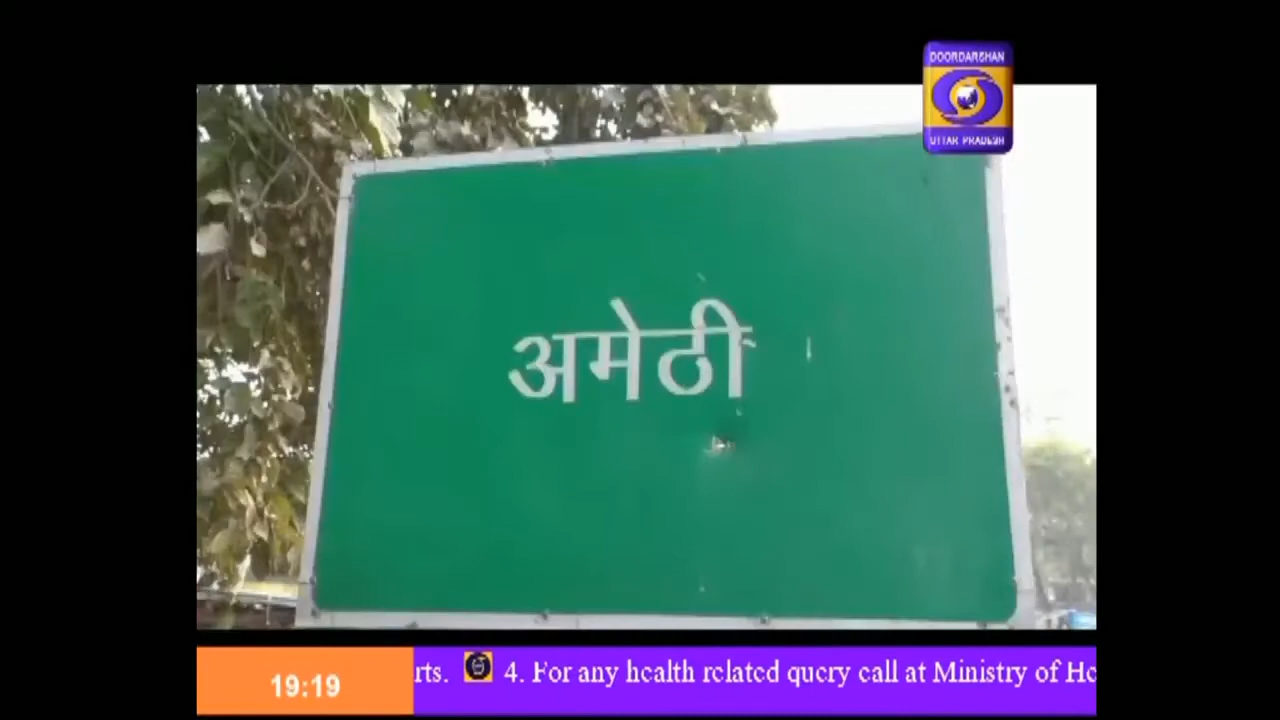 DOORDARSHAN
UTTAR PRADESH
अमेठी
19:19
rts. 4. For any health related query call at Ministry of He